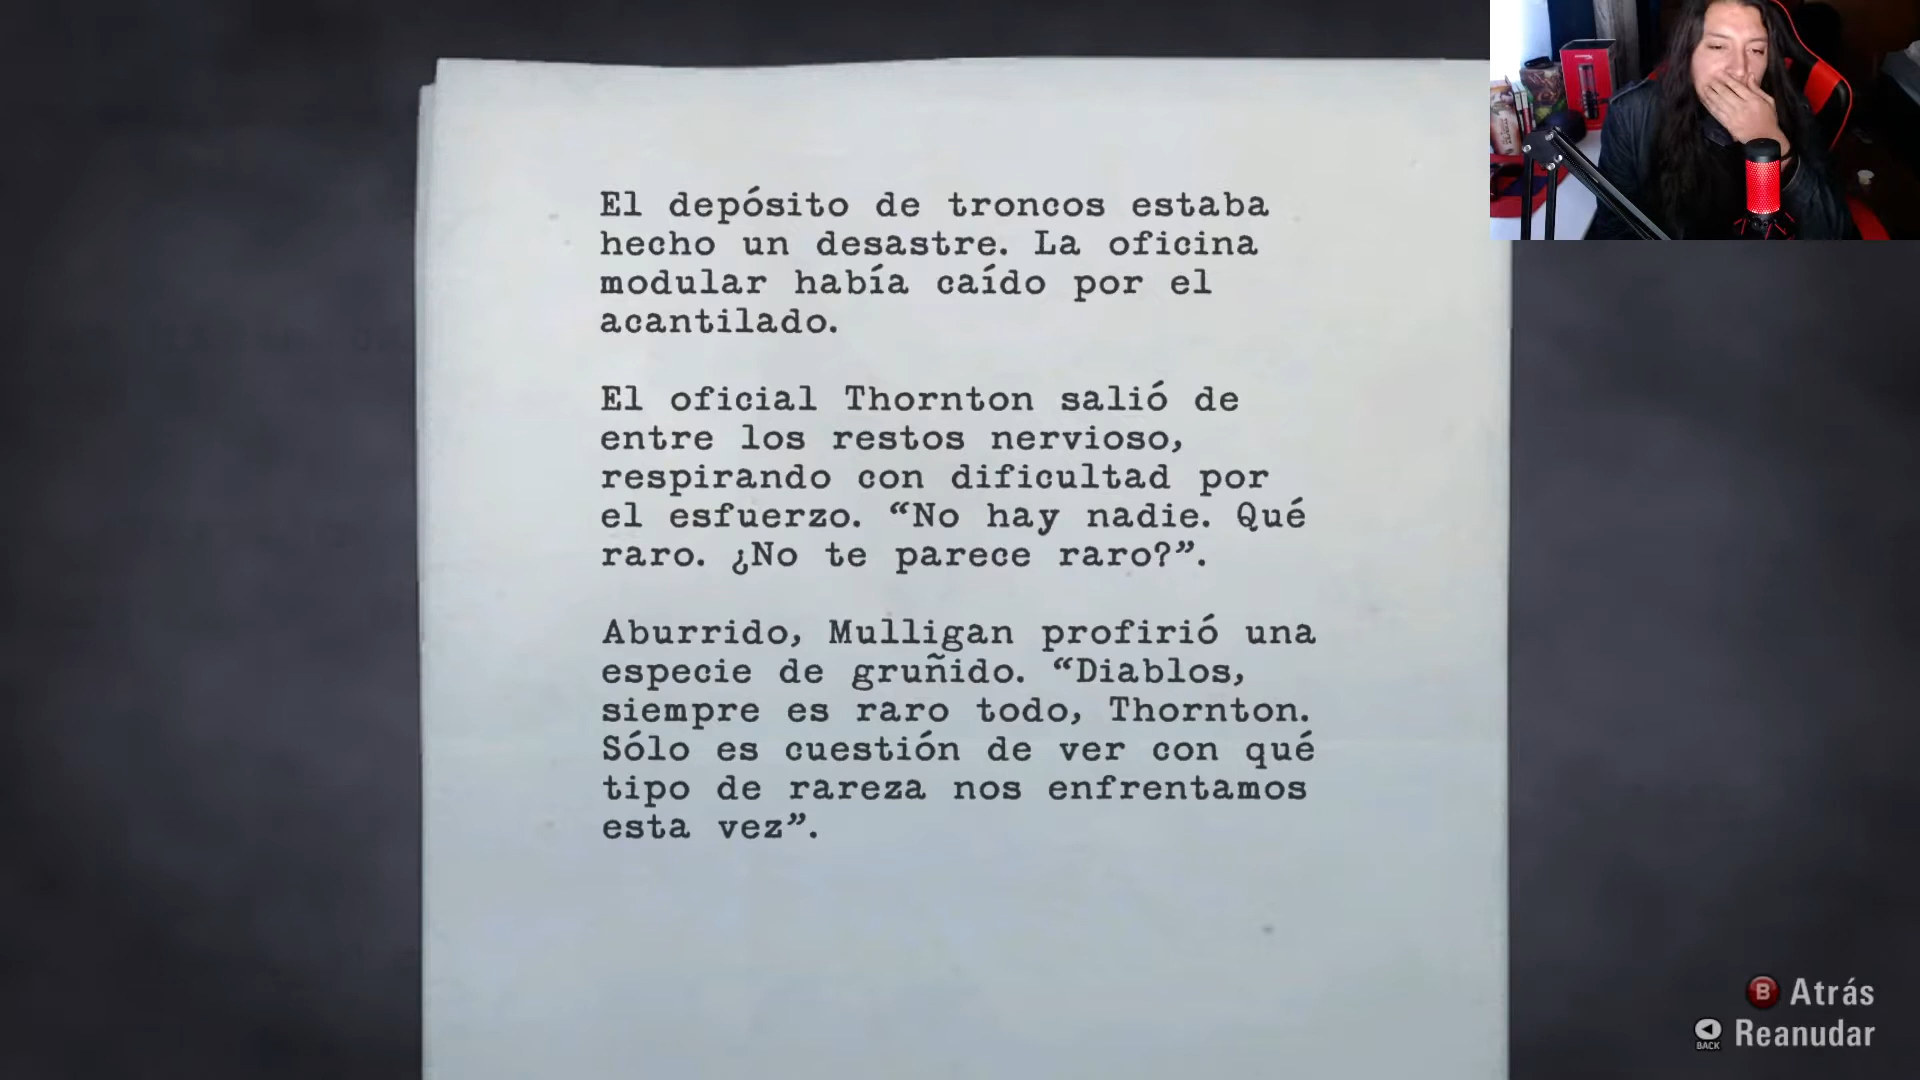 El depósito de troncos estaba
hecho un desastre. La oficina
modular había caído por el
acantilado.
El oficial Thornton salió de
entre los restos nervioso,
respirando con dificultad por
el esfuerzo. “No hay nadie. Qué
raro. ¿No te parece raro?”.
Aburrido, Mulligan profirió una
especie de gruñido. “Diablos,
siempre es raro todo, Thornton.
Sólo es cuestión de ver con qué
tipo de rareza nos enfrentamos
esta vez”.
B Atrás
BACK Reanudar